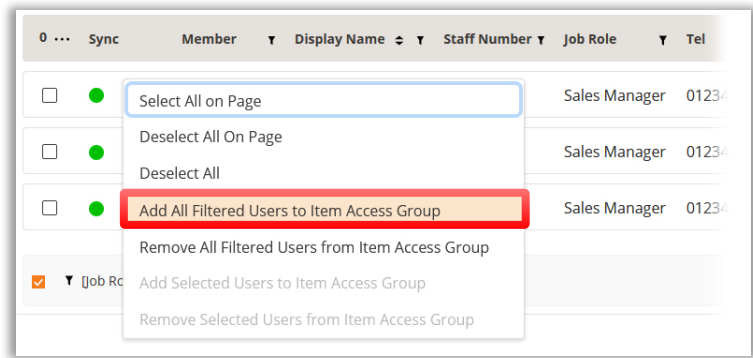 0 ... Sync Member Display Name Staff Number Job Role Tel
Select All on Page
Sales Manager 01234
Deselect All On Page
Sales Manager 01234
Deselect All
Add All Filtered Users to Item Access Group
Sales Manager 01234
Remove All Filtered Users from Item Access Group
[Job Ro
Add Selected Users to Item Access Group
Remove Selected Users from Item Access Group